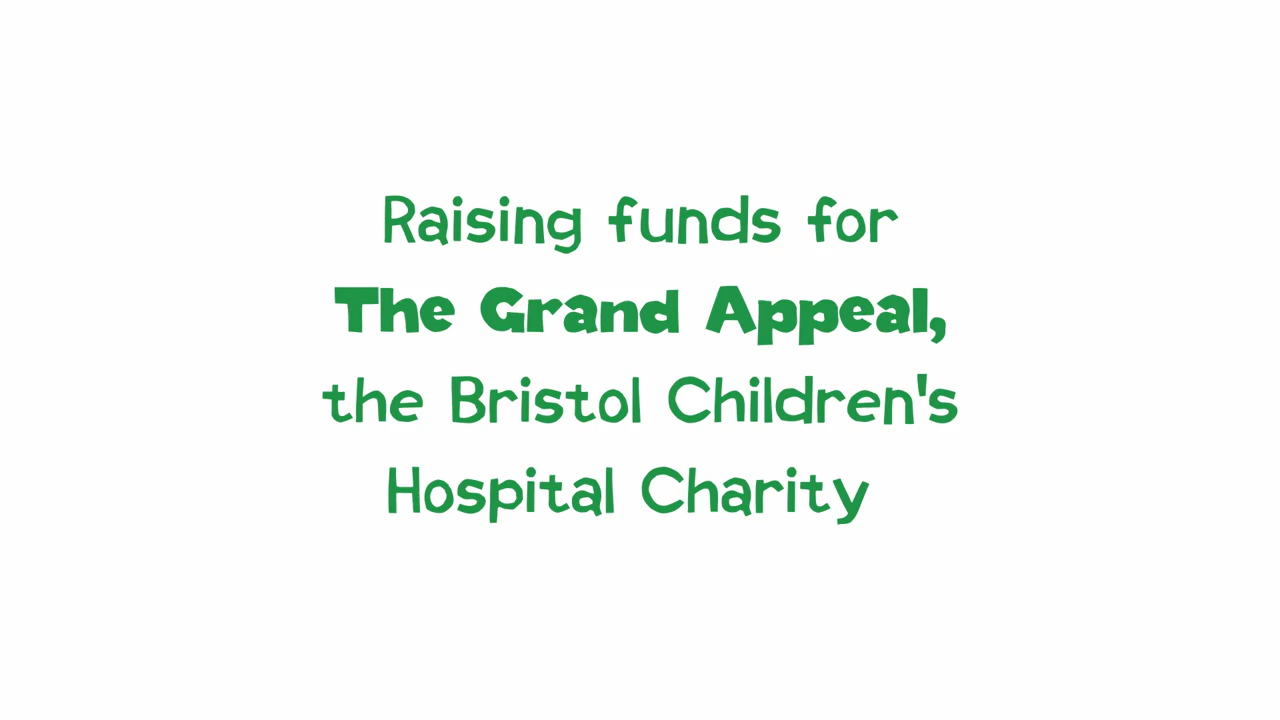 Raising funds for
The Grand Appeal,
the Bristol Children's
Hospital Charity